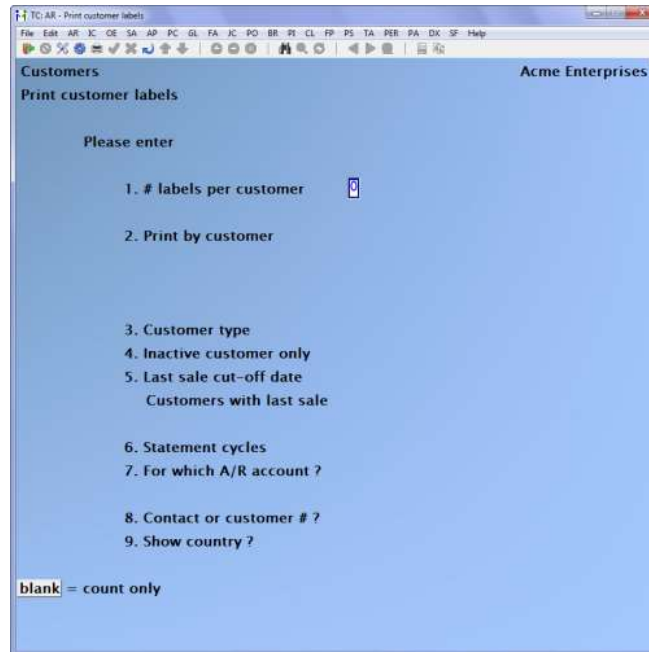 TC: AR - Print customer labels
File Edit AR IC OE SA AP PC GL FA JC PO BR PI CL FP PS TA PER PA DX SF Help
Customers Acme Enterprises
Print customer labels
Please enter
1. # labels per customer 0
2. Print by customer
3. Customer type
4. Inactive customer only
5. Last sale cut-off date
Customers with last sale
6. Statement cycles
7. For which A/R account ?
8. Contact or customer # ?
9. Show country ?
blank = count only